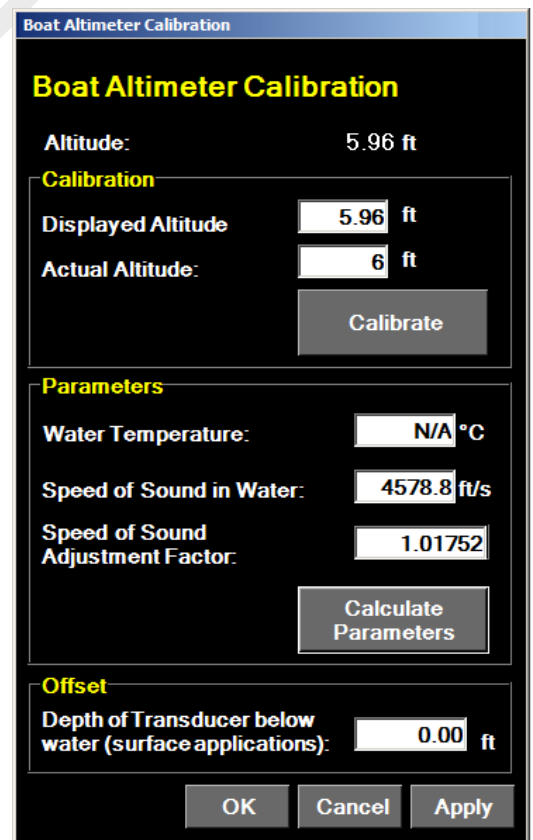 Boat Altimeter Calibration
Boat Altimeter Calibration
Altitude: 5.96 ft
Calibration
Displayed Altitude 5.96 ft
Actual Altitude: 6 ft
Calibrate
Parameters
Water Temperature: N/A °C
Speed of Sound in Water: 4578.8 ft/s
Speed of Sound
Adjustment Factor: 1.01752
Calculate
Parameters
Offset
Depth of Transducer below
water (surface applications): 0.00 ft
OK Cancel Apply